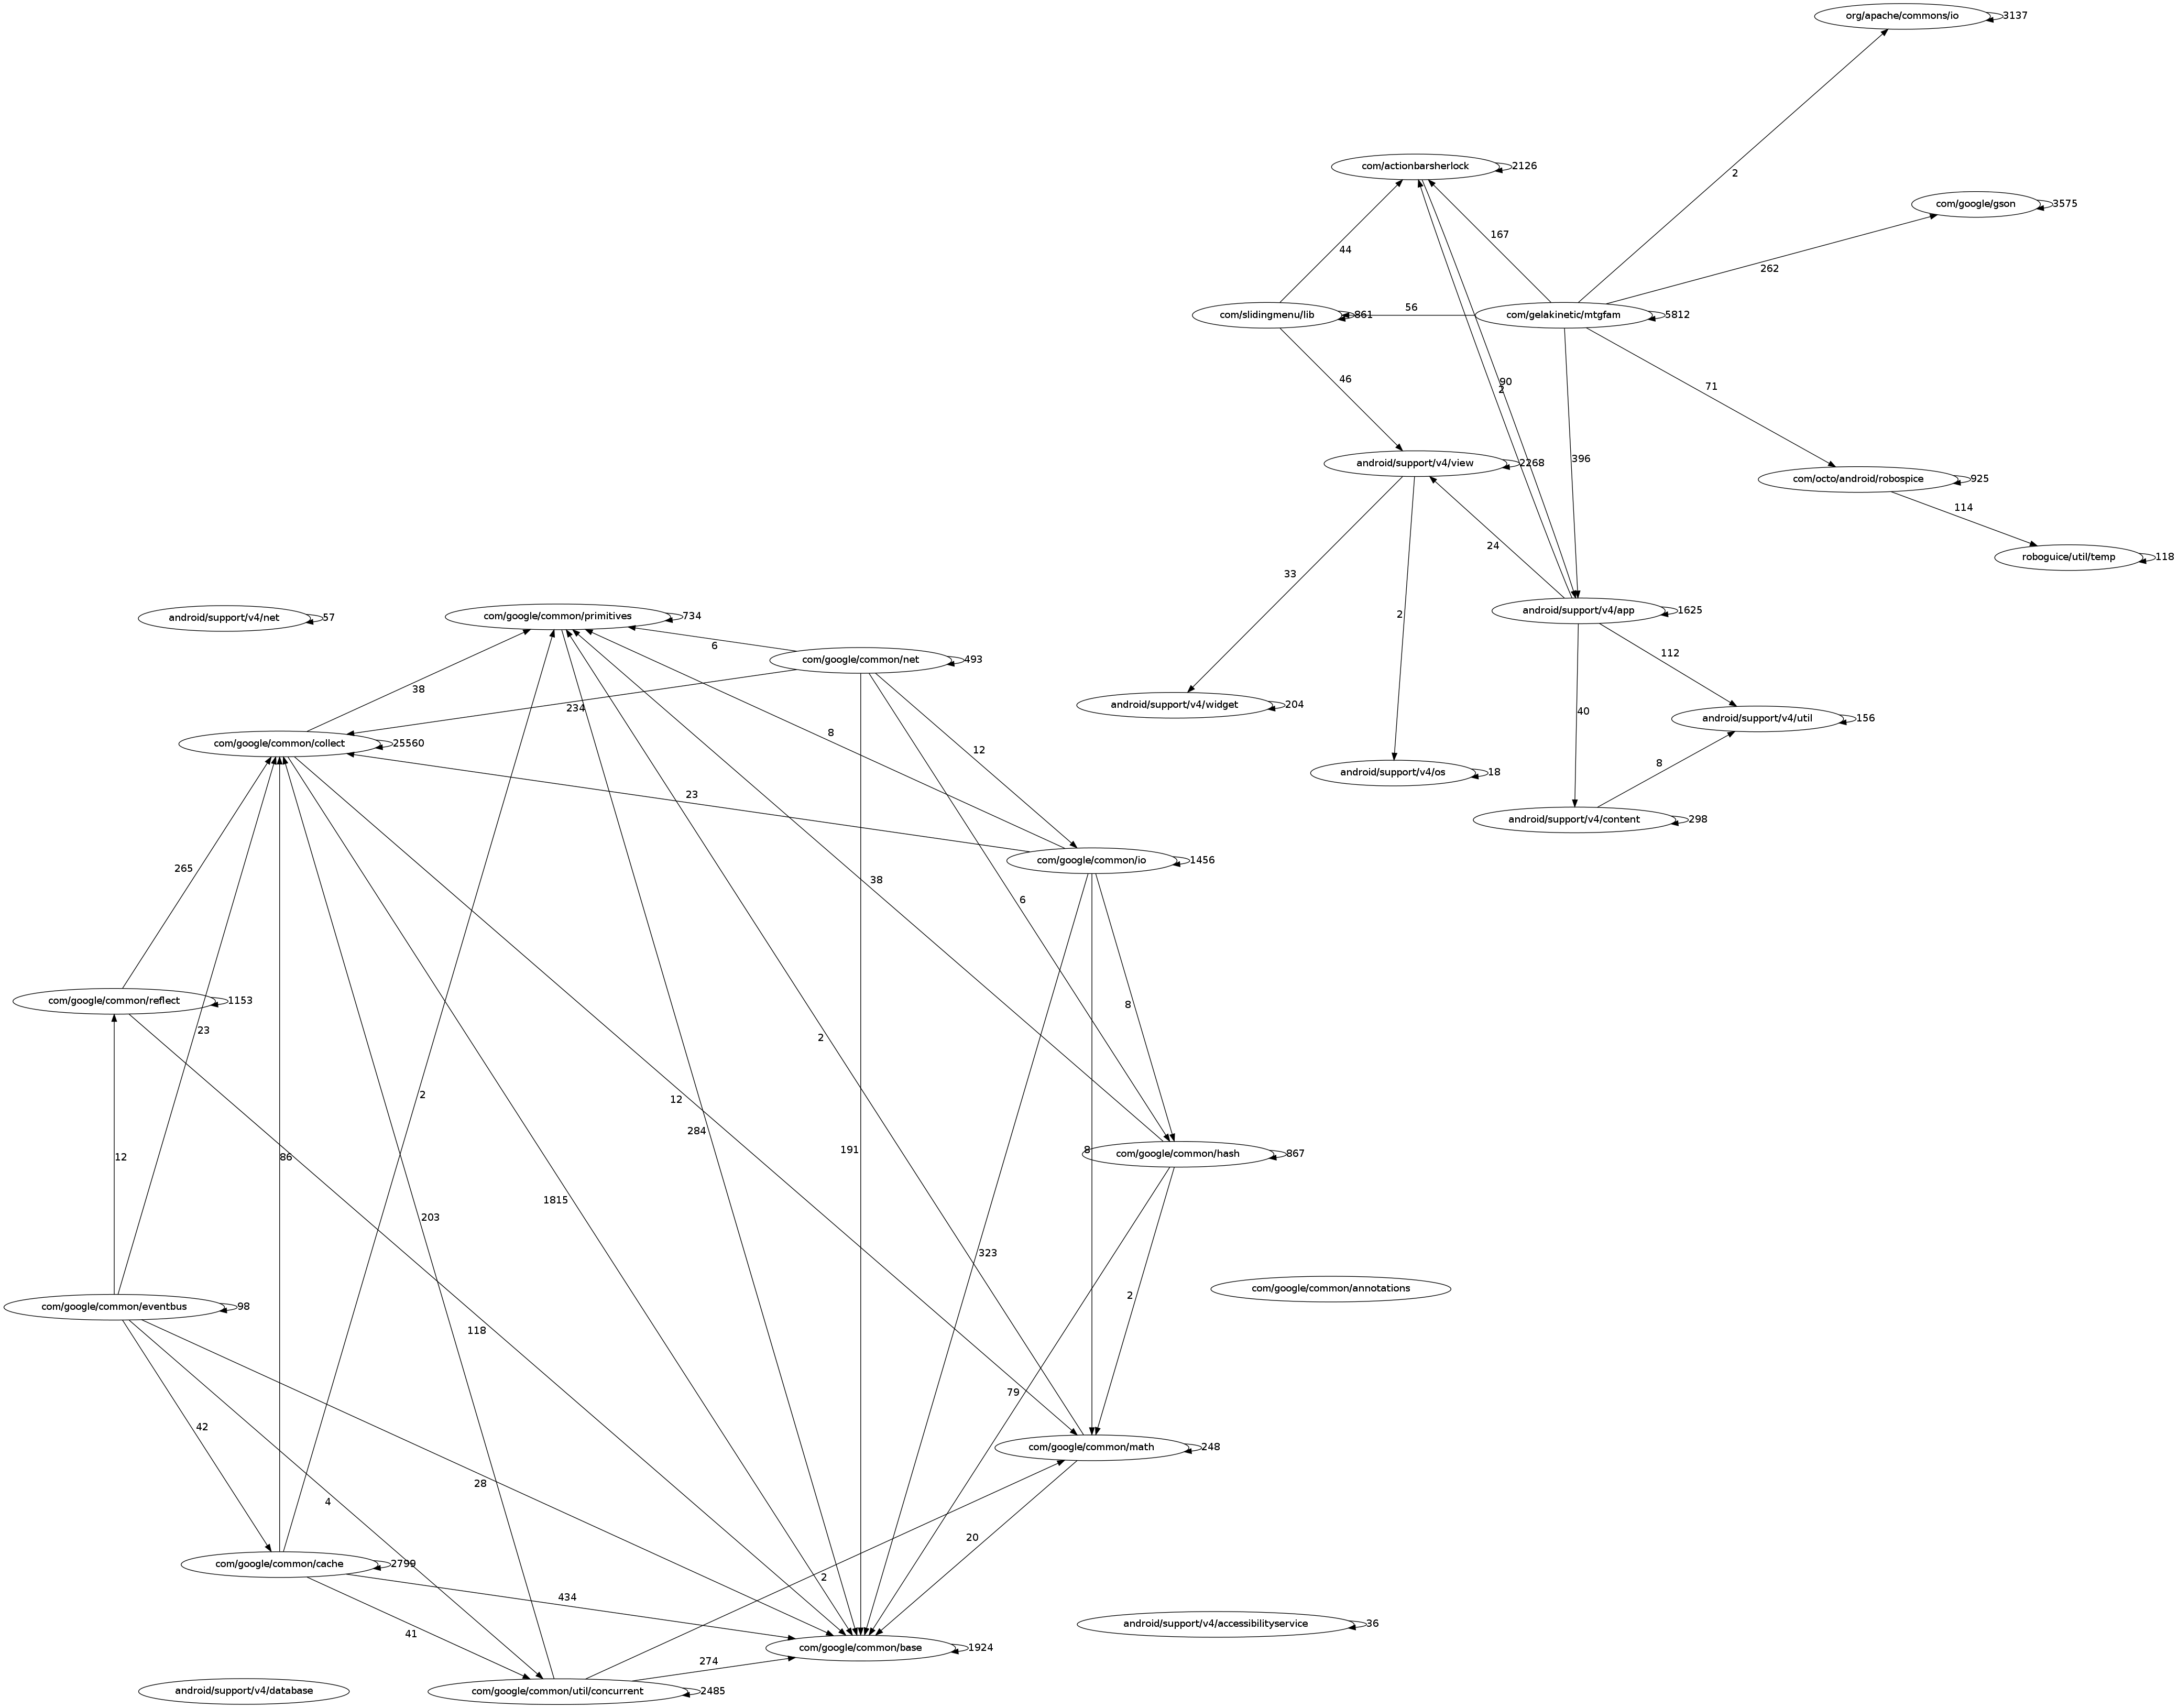 org/apache/commons/io
3137
com/actionbarsherlock
2126
2
com/google/gson
3575
167
44
262
com/slidingmenu/lib
861
56
com/gelakinetic/mtgfam
5812
46
90
2
71
396
android/support/v4/view
2268
com/octo/android/robospice
925
114
24
roboguice/util/temp
118
33
android/support/v4/net
57
com/google/common/primitives
734
2
android/support/v4/app
1625
6
com/google/common/net
493
112
38
234
android/support/v4/widget
204
40
android/support/v4/util
156
8
com/google/common/collect
25560
12
8
android/support/v4/os
18
23
android/support/v4/content
298
com/google/common/io
1456
265
38
6
com/google/common/reflect
1153
8
23
2
2
12
284
12
86
191
8
com/google/common/hash
867
1815
203
323
com/google/common/annotations
2
com/google/common/eventbus
98
118
79
42
com/google/common/math
248
28
4
20
com/google/common/cache
2799
2
434
android/support/v4/accessibilityservice
36
41
com/google/common/base
1924
274
android/support/v4/database
com/google/common/util/concurrent
2485